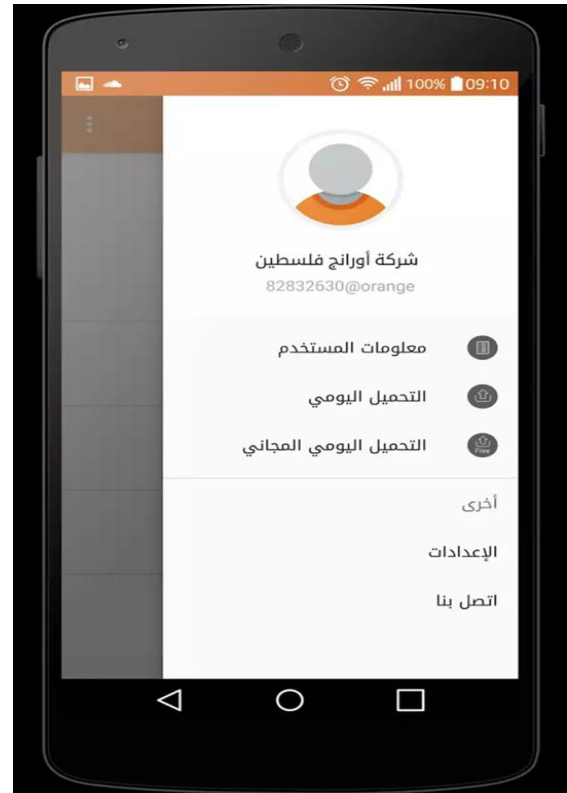 100% 09:10
شركة أورانج فلسطين
82832630@orange
معلومات المستخدم
التحميل اليومي
التحميل اليومي المجاني
Free
أخرى
الإعدادات
اتصل بنا